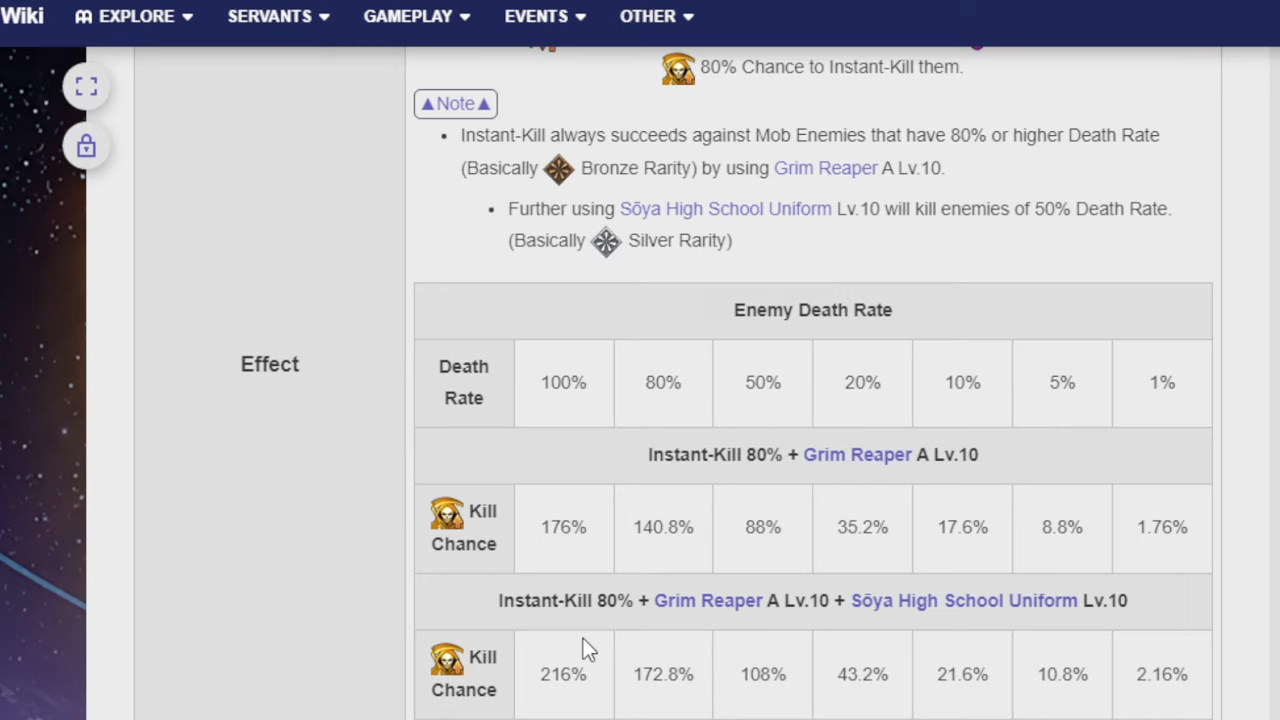 Wiki EXPLORE SERVANTS GAMEPLAY EVENTS OTHER
80% Chance to Instant-Kill them.
▲Note▲
• Instant-Kill always succeeds against Mob Enemies that have 80% or higher Death Rate
(Basically Bronze Rarity) by using Grim Reaper A Lv.10.
• Further using Sōya High School Uniform Lv.10 will kill enemies of 50% Death Rate.
(Basically Silver Rarity)
Effect
Enemy Death Rate
Death Rate 100% 80% 50% 20% 10% 5% 1%
Instant-Kill 80% + Grim Reaper A Lv.10
Kill Chance 176% 140.8% 88% 35.2% 17.6% 8.8% 1.76%
Instant-Kill 80% + Grim Reaper A Lv.10 + Sōya High School Uniform Lv.10
Kill Chance 216% 172.8% 108% 43.2% 21.6% 10.8% 2.16%